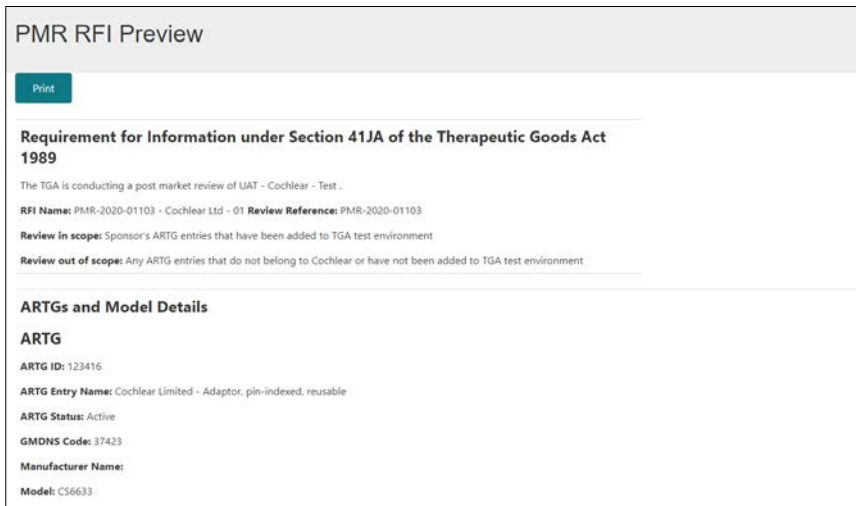 PMR RFI Preview
Print
Requirement for Information under Section 41JA of the Therapeutic Goods Act
1989
The TGA is conducting a post market review of UAT - Cochlear - Test .
RFI Name: PMR-2020-01103 - Cochlear Ltd - 01 Review Reference: PMR-2020-01103
Review in scope: Sponsor's ARTG entries that have been added to TGA test environment
Review out of scope: Any ARTG entries that do not belong to Cochlear or have not been added to TGA test environment
ARTGs and Model Details
ARTG
ARTG ID: 123416
ARTG Entry Name: Cochlear Limited - Adaptor, pin-indexed, reusable
ARTG Status: Active
GMDNS Code: 37423
Manufacturer Name:
Model: CS6633